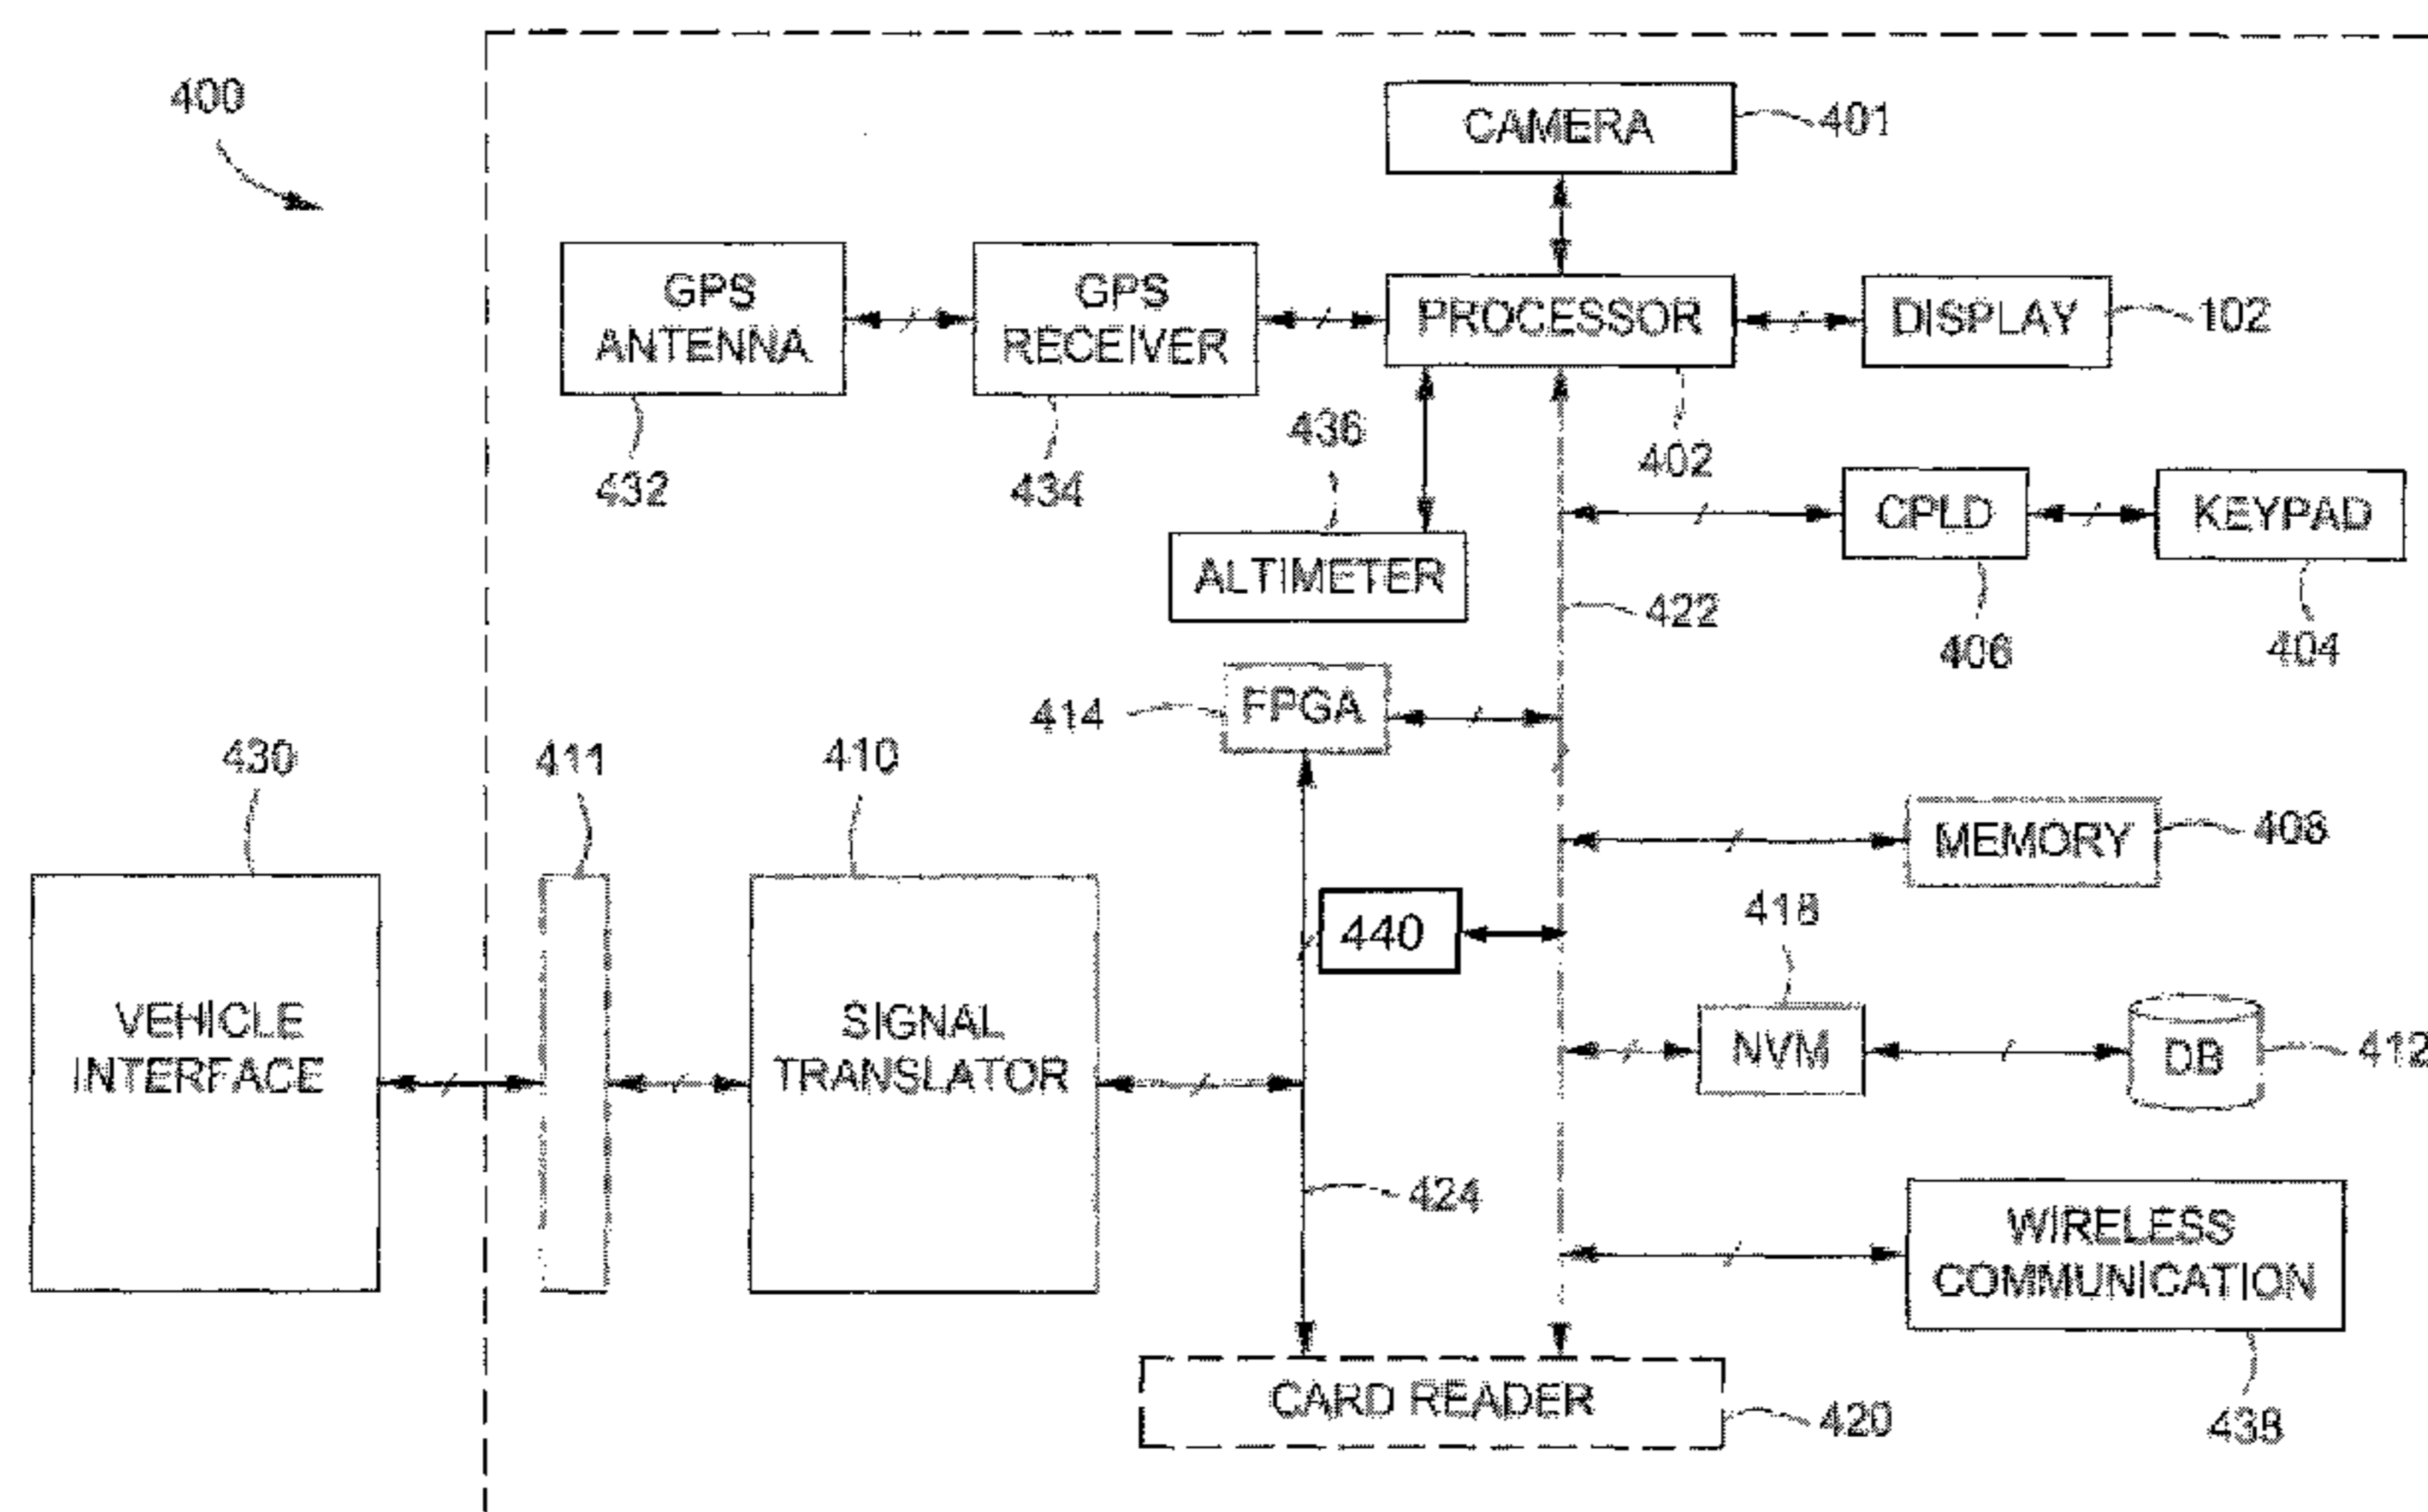 400
CAMERA
401
GPS
ANTENNA
432
GPS
RECEIVER
434
PROCESSOR
402
DISPLAY
102
436
ALTIMETER
CPLD
406
KEYPAD
404
422
414
FPGA
430
411
410
MEMORY
408
440
418
VEHICLE
INTERFACE
SIGNAL
TRANSLATOR
NVM
DB
412
424
WIRELESS
COMMUNICATION
438
CARD READER
420